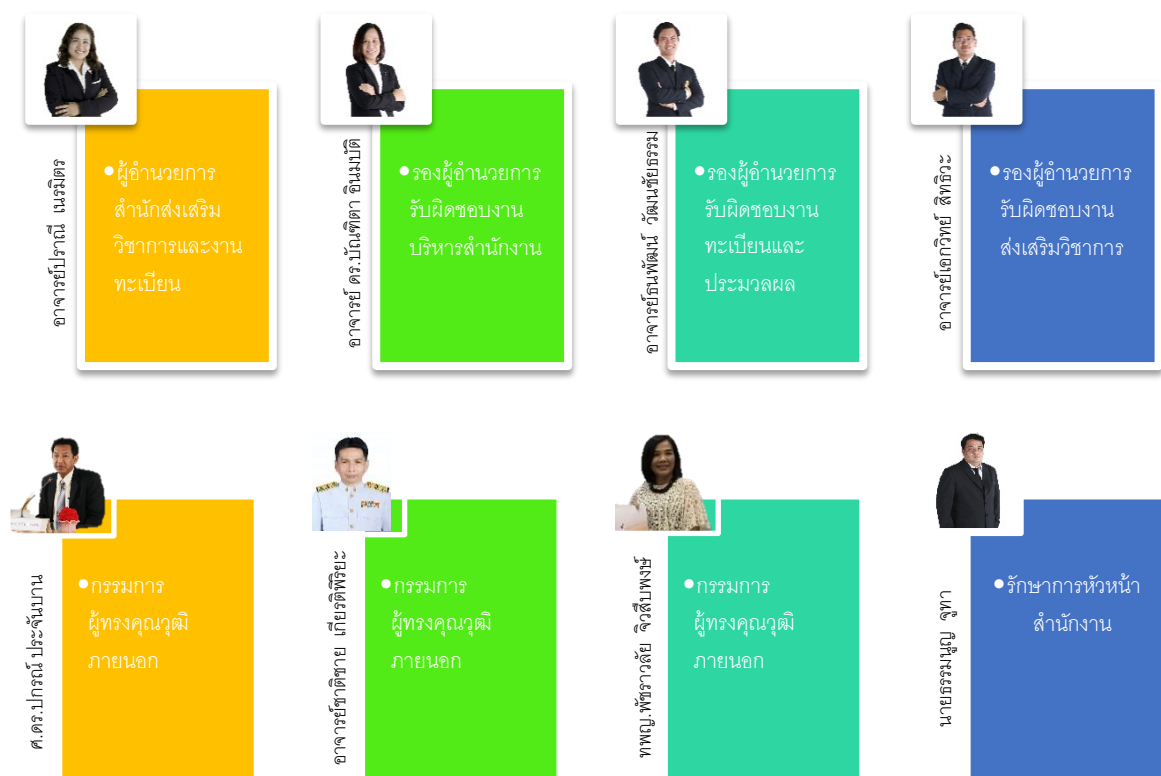 อาจารย์ปราณี เนรมิตร
●ผู้อำนวยการ
สำนักส่งเสริม
วิชาการและงาน
ทะเบียน
อาจารย์ ดร.บัณฑิตา อินมบัติ
●รองผู้อำนวยการ
รับผิดชอบงาน
บริหารสำนักงาน
อาจารย์ธนพัฒน์ วัฒนชัยธรรม
●รองผู้อำนวยการ
รับผิดชอบงาน
ทะเบียนและ
ประมวลผล
อาจารย์เอกวิทย์ สิทธิวะ
●รองผู้อำนวยการ
รับผิดชอบงาน
ส่งเสริมวิชาการ
ศ.ดร.ปกรณ์ ประจันบาน
●กรรมการ
ผู้ทรงคุณวุฒิ
ภายนอก
อาจารย์ชาติชาย เกียรติพิริยะ
●กรรมการ
ผู้ทรงคุณวุฒิ
ภายนอก
ทพญ.พัชราวลัย จิวสืบพงษ์
●กรรมการ
ผู้ทรงคุณวุฒิ
ภายนอก
นายธรรมนูญ จูทา
●รักษาการหัวหน้า
สำนักงาน